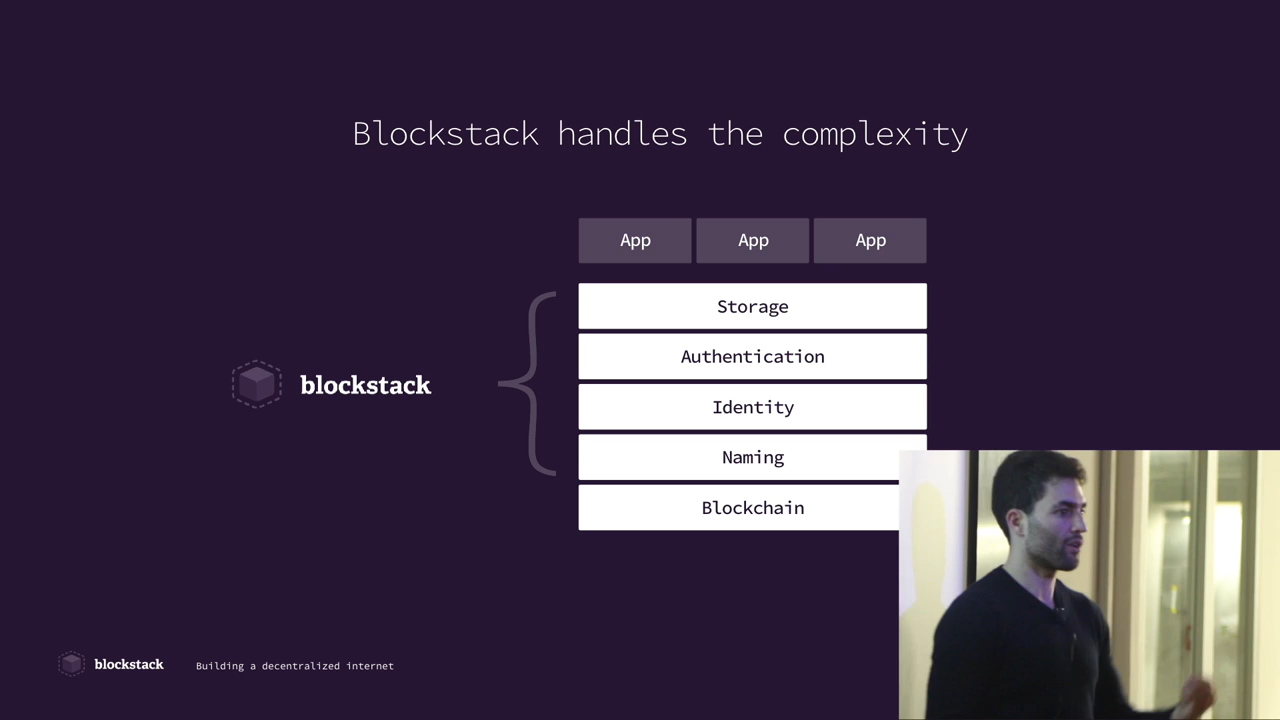 Blockstack handles the complexity
App App App
Storage
Authentication
blockstack
Identity
Naming
Blockchain
blockstack Building a decentralized internet